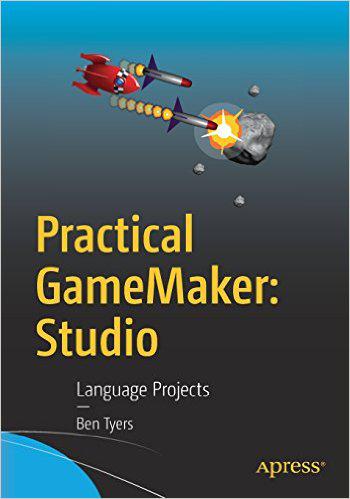 Practical
GameMaker:
Studio
Language Projects
—
Ben Tyers
Apress®